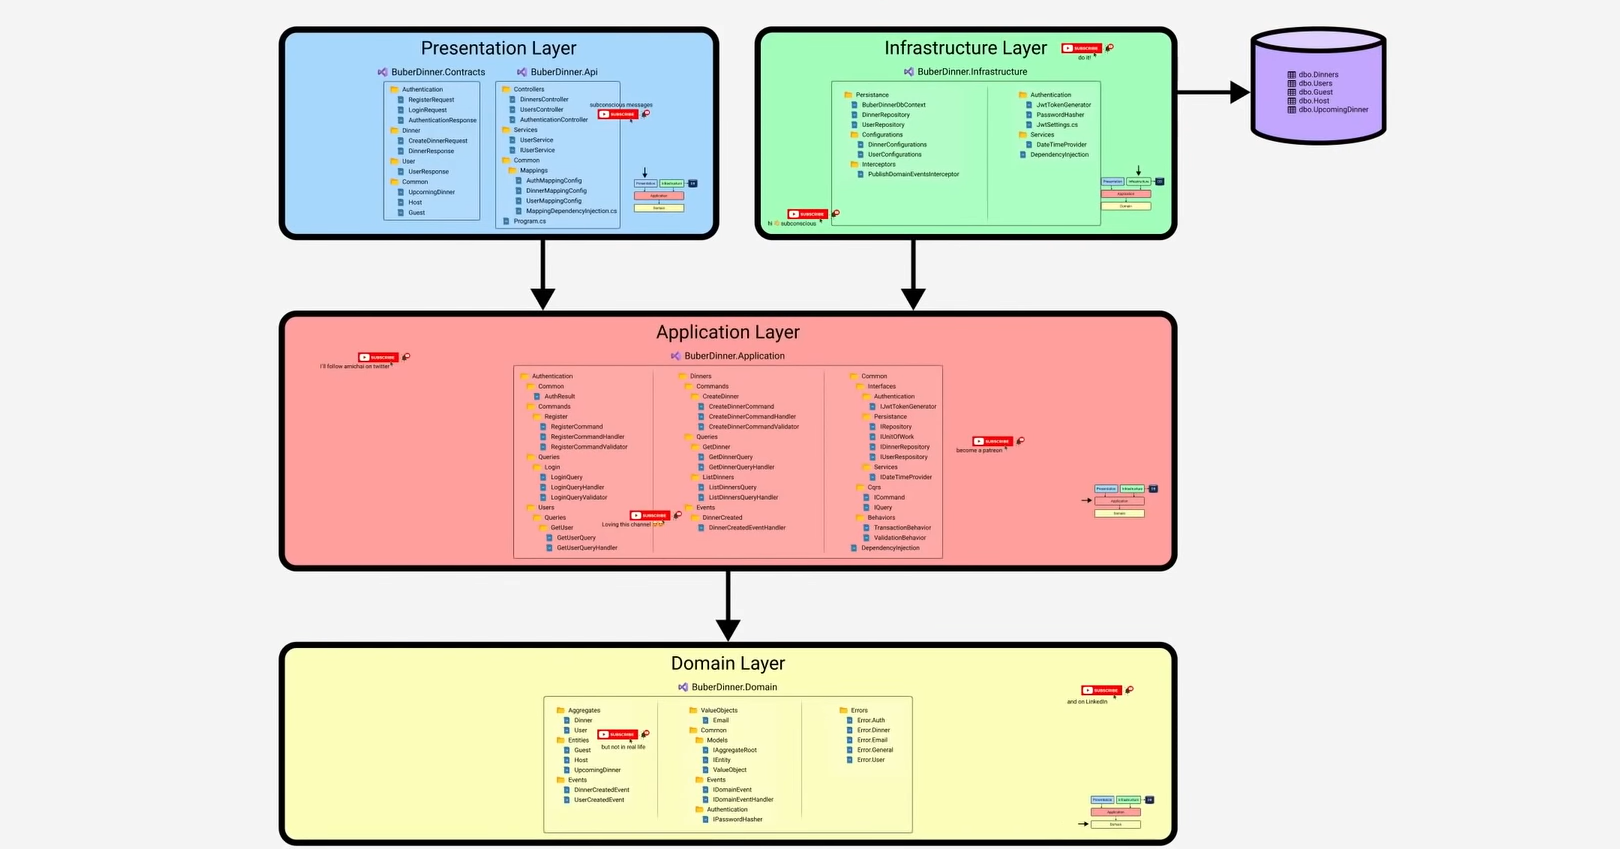 Presentation Layer
BuberDinner.Contracts
Authentication
RegisterRequest
LoginRequest
AuthenticationResponse
Dinner
CreateDinnerRequest
DinnerResponse
User
UserResponse
Common
UpcomingDinner
Host
Guest
BuberDinner.Api
Controllers
DinnersController
UsersController
AuthenticationController
Services
UserService
IUserService
Common
Mappings
AuthMappingConfig
DinnerMappingConfig
UserMappingConfig
MappingDependencyInjection.cs
Program.cs
subconscious messages
SUBSCRIBE
Presentation
Infrastructure
Application
Domain
Infrastructure Layer
SUBSCRIBE
do it!
BuberDinner.Infrastructure
Persistance
BuberDinnerDbContext
DinnerRepository
UserRepository
Configurations
DinnerConfigurations
UserConfigurations
Interceptors
PublishDomainEventsInterceptor
Authentication
JwtTokenGenerator
PasswordHasher
JwtSettings.cs
Services
DateTimeProvider
DependencyInjection
SUBSCRIBE
hi 👋 subconscious
Presentation
Infrastructure
Application
Domain
dbo.Dinners
dbo.Users
dbo.Guest
dbo.Host
dbo.UpcomingDinner
Application Layer
BuberDinner.Application
SUBSCRIBE
I'll follow amichai on twitter
Authentication
Common
AuthResult
Commands
Register
RegisterCommand
RegisterCommandHandler
RegisterCommandValidator
Queries
Login
LoginQuery
LoginQueryHandler
LoginQueryValidator
Users
Queries
GetUser
GetUserQuery
GetUserQueryHandler
SUBSCRIBE
Loving this channel
Dinners
Commands
CreateDinner
CreateDinnerCommand
CreateDinnerCommandHandler
CreateDinnerCommandValidator
Queries
GetDinner
GetDinnerQuery
GetDinnerQueryHandler
ListDinners
ListDinnersQuery
ListDinnersQueryHandler
Events
DinnerCreated
DinnerCreatedEventHandler
Common
Interfaces
Authentication
IJwtTokenGenerator
Persistance
IRepository
IUnitOfWork
IDinnerRepository
IUserRespository
Services
IDateTimeProvider
Cqrs
ICommand
IQuery
Behaviors
TransactionBehavior
ValidationBehavior
DependencyInjection
SUBSCRIBE
become a patreon
Presentation
Infrastructure
Application
Domain
Domain Layer
BuberDinner.Domain
Aggregates
Dinner
User
Entities
Guest
Host
UpcomingDinner
Events
DinnerCreatedEvent
UserCreatedEvent
SUBSCRIBE
but not in real life
ValueObjects
Email
Common
Models
IAggregateRoot
IEntity
ValueObject
Events
IDomainEvent
IDomainEventHandler
Authentication
IPasswordHasher
Errors
Error.Auth
Error.Dinner
Error.Email
Error.General
Error.User
SUBSCRIBE
and on LinkedIn
Presentation
Infrastructure
Application
Domain